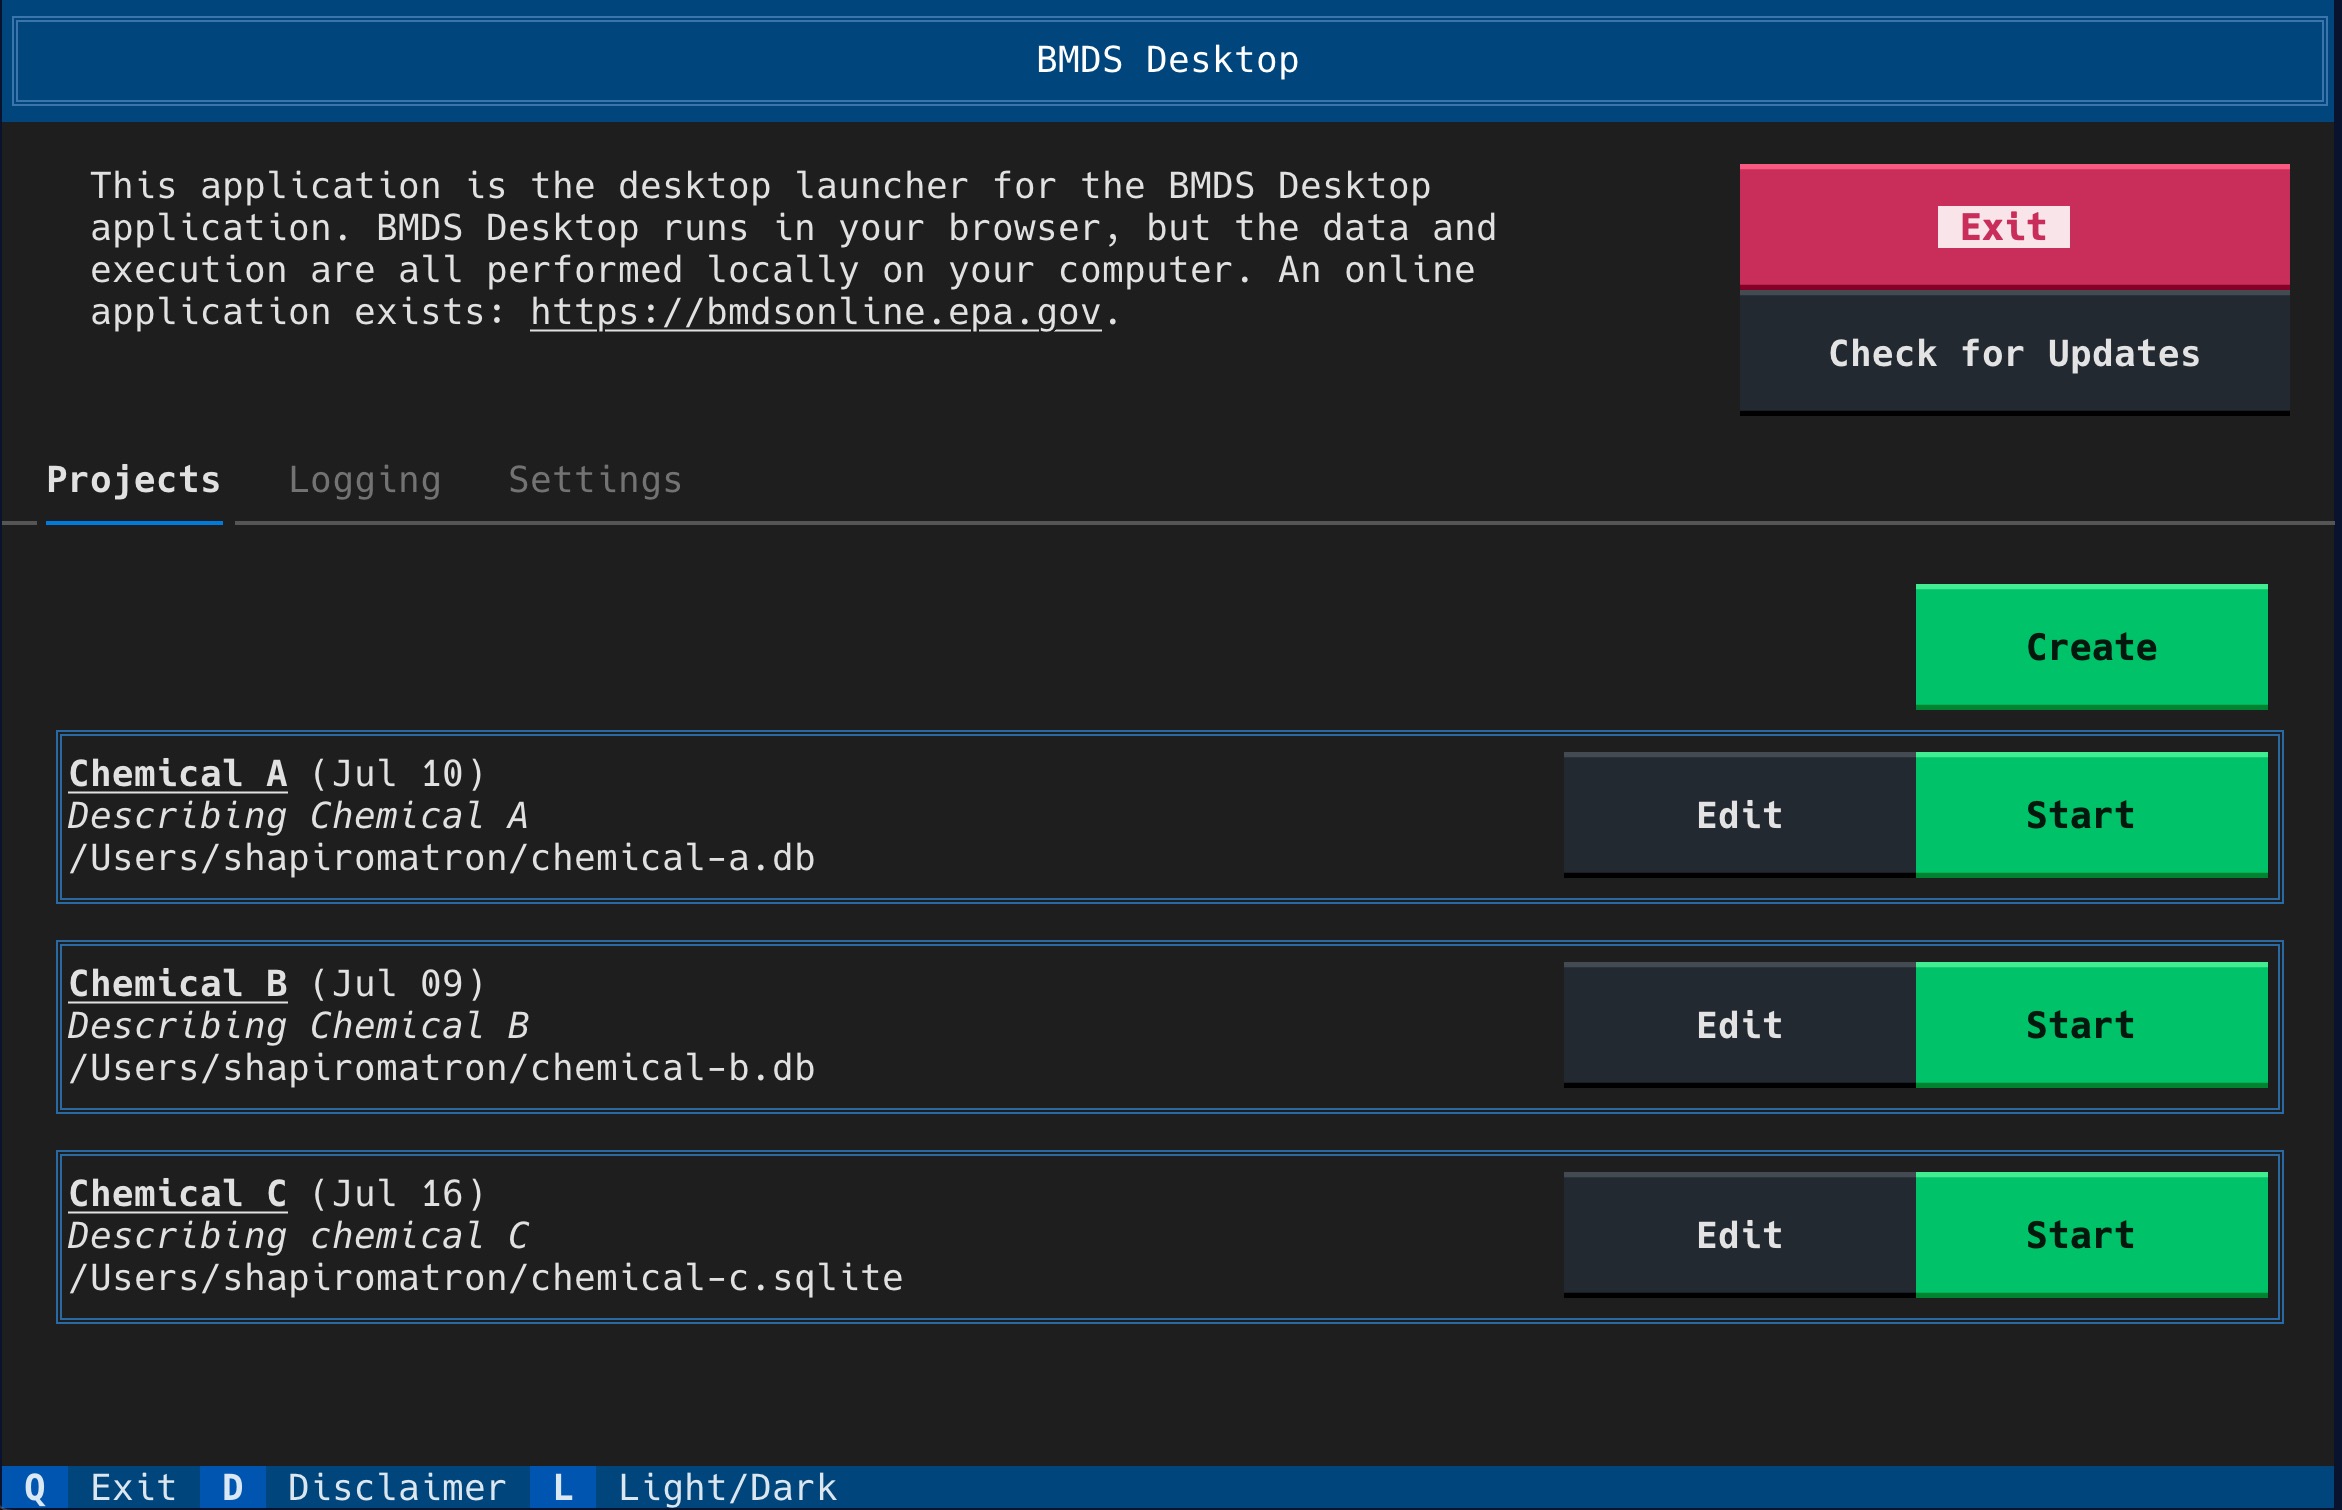 BMDS Desktop
This application is the desktop launcher for the BMDS Desktop
application. BMDS Desktop runs in your browser, but the data and
execution are all performed locally on your computer. An online
application exists: https://bmdsonline.epa.gov.
Exit
Check for Updates
Projects Logging Settings
Create
Chemical A (Jul 10)
Describing Chemical A
/Users/shapiromatron/chemical-a.db
Edit Start
Chemical B (Jul 09)
Describing Chemical B
/Users/shapiromatron/chemical-b.db
Edit Start
Chemical C (Jul 16)
Describing chemical C
/Users/shapiromatron/chemical-c.sqlite
Edit Start
Q Exit D Disclaimer L Light/Dark